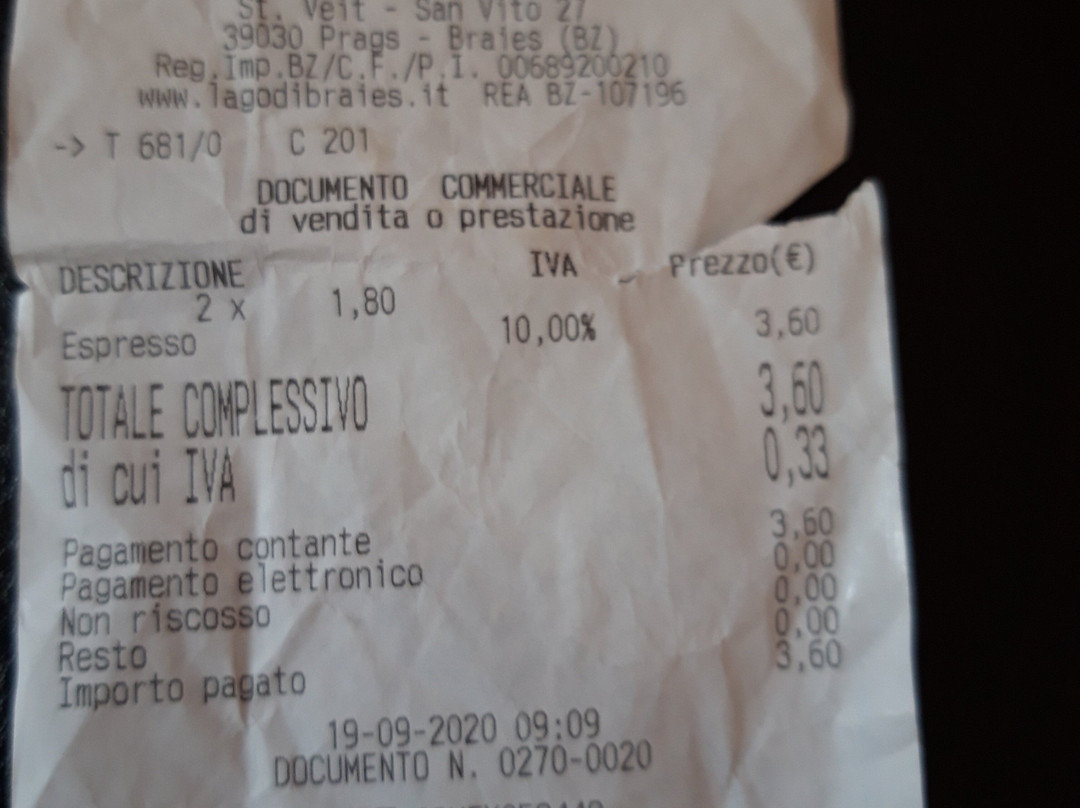 St. Veit - San Vito 27
39030 Prags - Braies (BZ)
Reg.Imp.BZ/C.F./P.I. 00689200210
www.lagodibraies.it REA BZ-107196
-> T 681/0 C 201
DOCUMENTO COMMERCIALE
di vendita o prestazione
DESCRIZIONE IVA Prezzo(€)
2 x 1,80
Espresso 10,00% 3,60
TOTALE COMPLESSIVO 3,60
di cui IVA 0,33
Pagamento contante 3,60
Pagamento elettronico 0,00
Non riscosso 0,00
Resto 0,00
Importo pagato 3,60
19-09-2020 09:09
DOCUMENTO N. 0270-0020